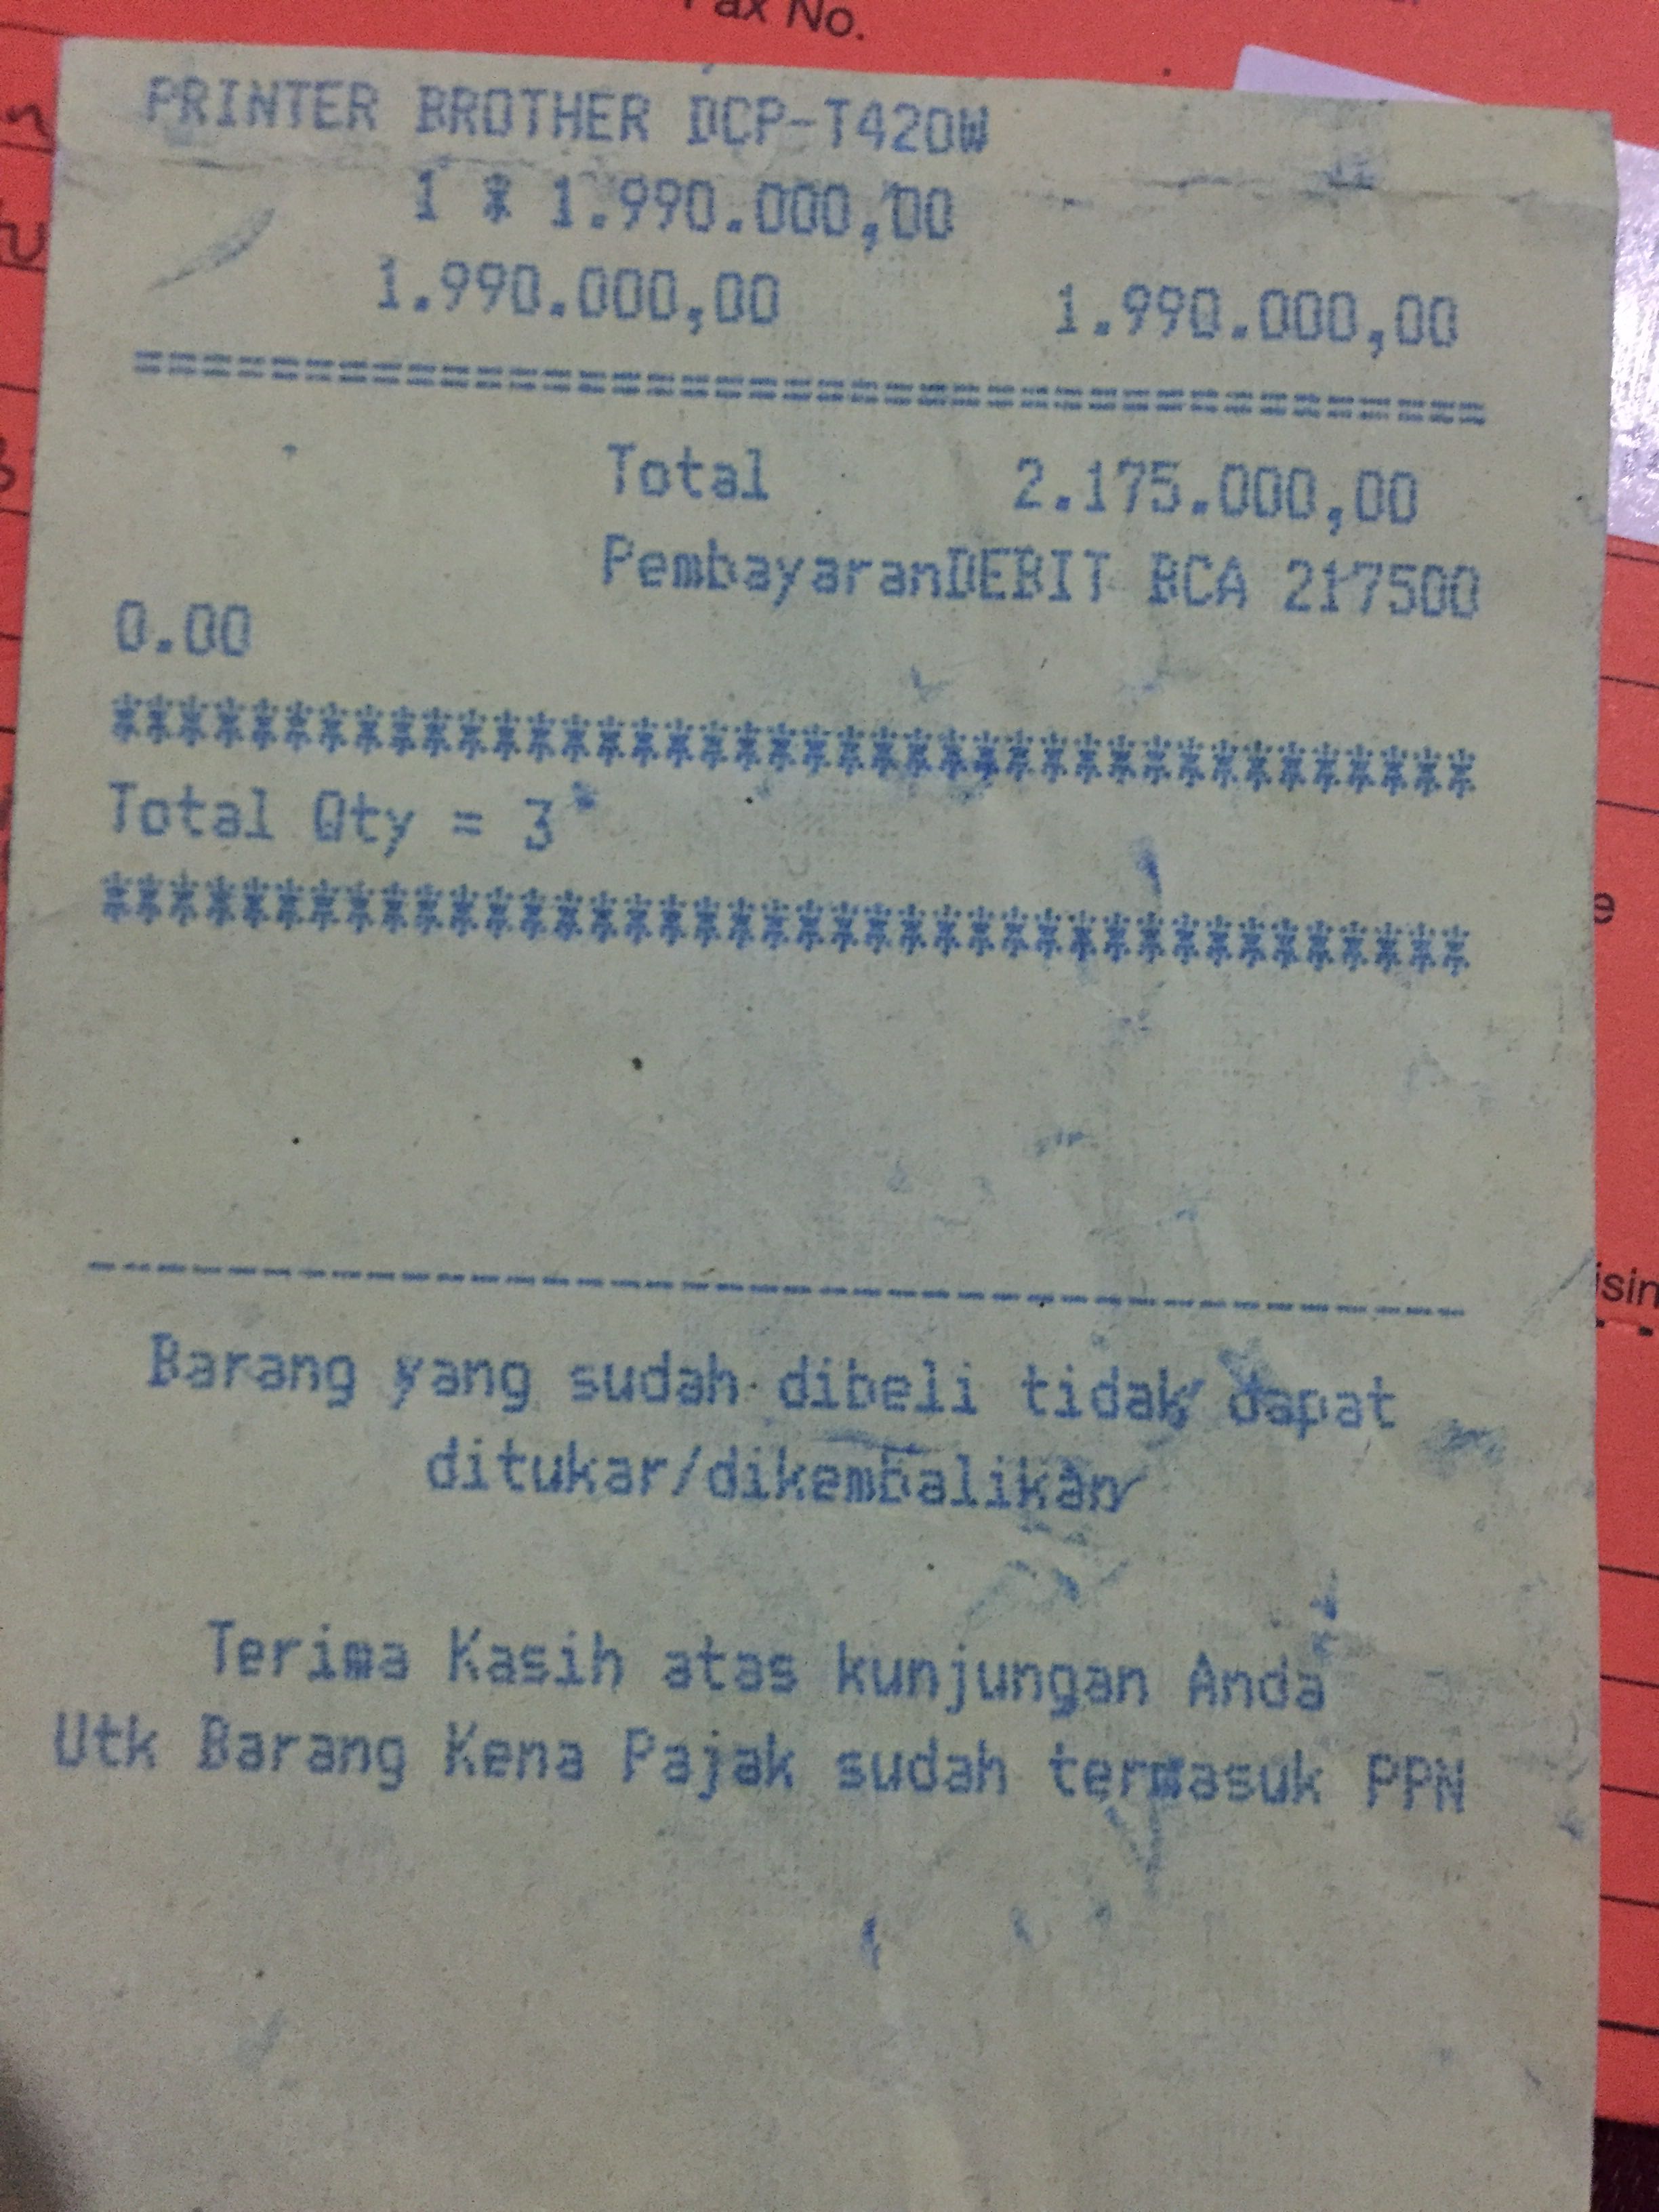 Fax No.
PRINTER BROTHER DCP-T420W
1 * 1.990.000,00
1.990.000,00 1.990.000,00
================================
Total 2.175.000,00
PembayaranDEBIT BCA 217500
0.00
****************************************
Total Qty = 3
****************************************
----------------------------------------
Barang yang sudah dibeli tidak dapat
ditukar/dikembalikan
Terima Kasih atas kunjungan Anda
Utk Barang Kena Pajak sudah termasuk PPN